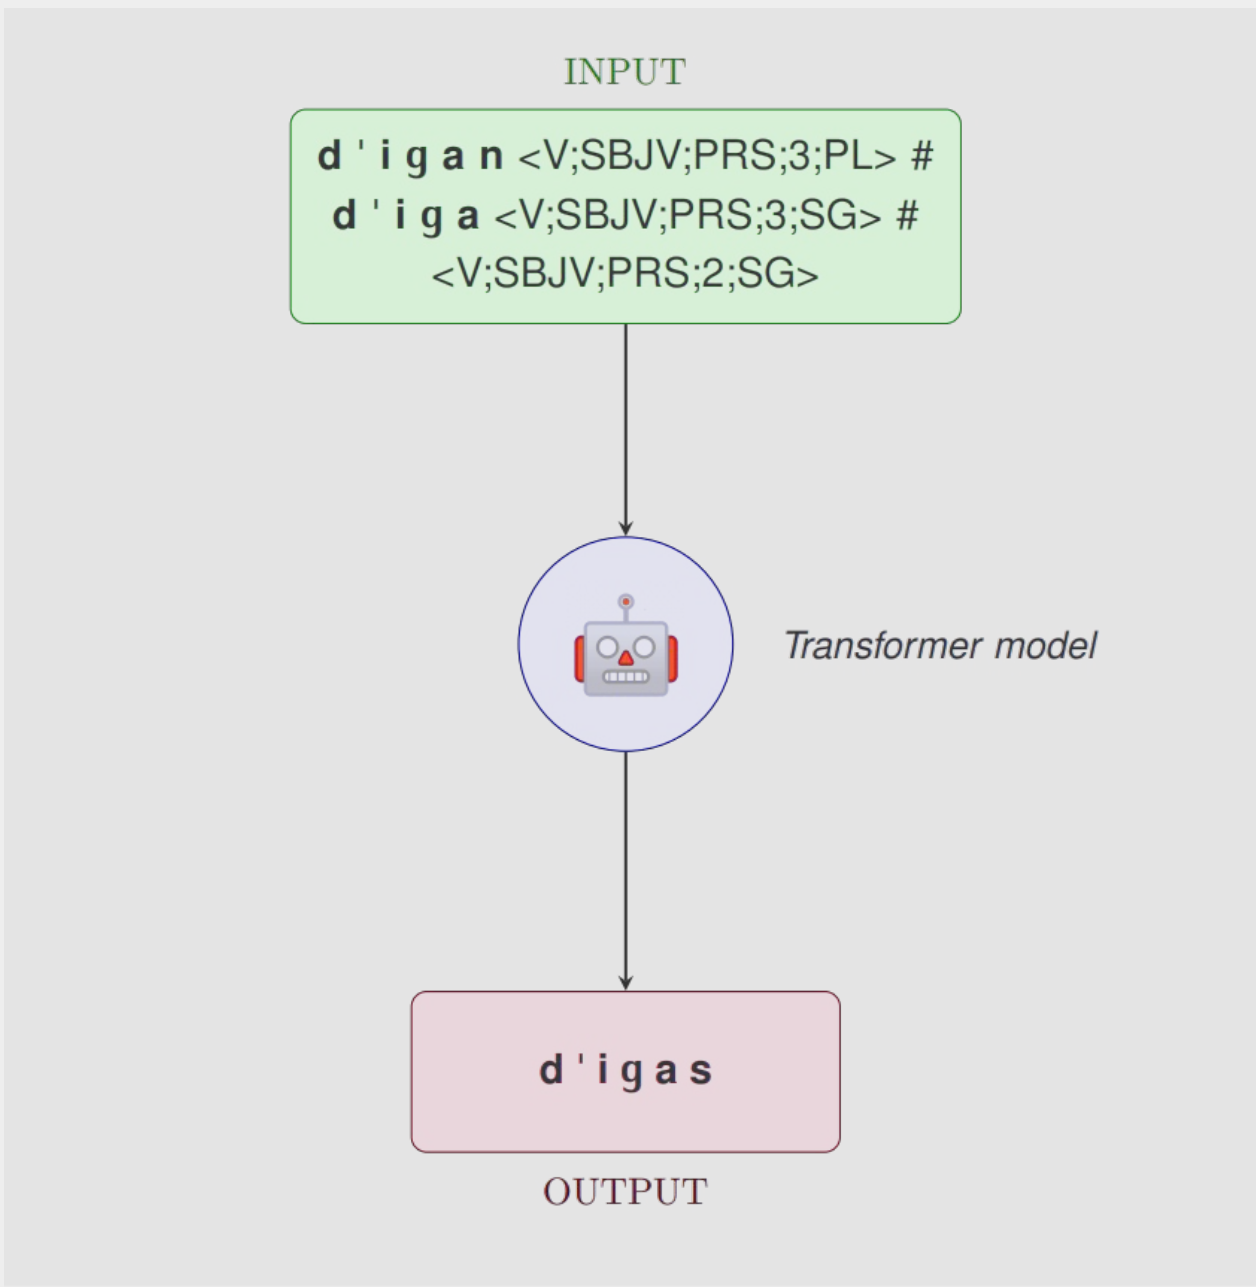 INPUT
d ˈ i ɡ a n <V;SBJV;PRS;3;PL> #
d ˈ i ɡ a <V;SBJV;PRS;3;SG> #
<V;SBJV;PRS;2;SG>
Transformer model
d ˈ i ɡ a s
OUTPUT